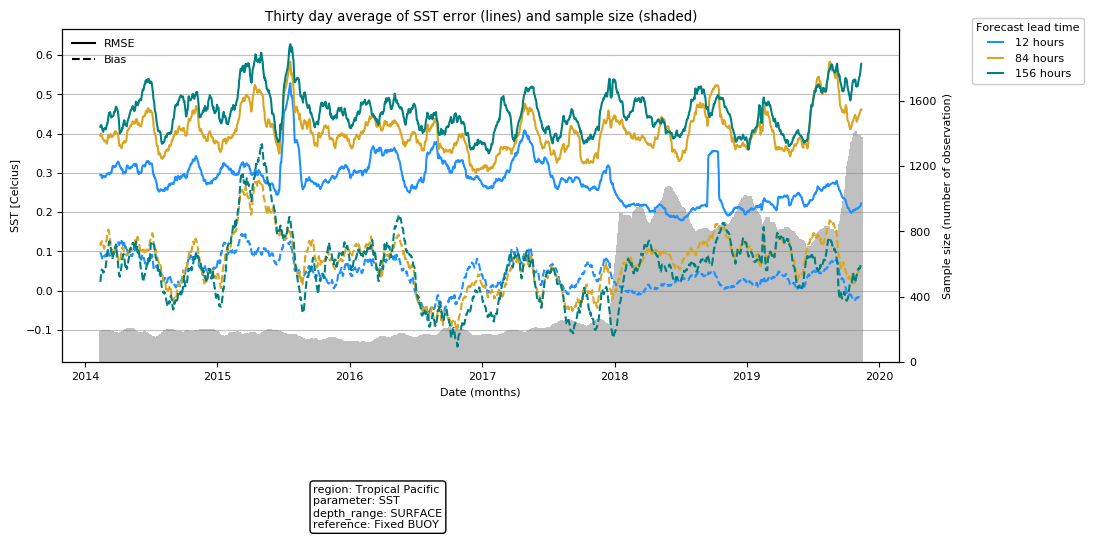 Thirty day average of SST error (lines) and sample size (shaded)
Forecast lead time
12 hours
84 hours
156 hours
RMSE
Bias
SST [Celcius]
0.6
0.5
0.4
0.3
0.2
0.1
0.0
−0.1
Sample size (number of observation)
1600
1200
800
400
0
2014
2015
2016
2017
2018
2019
2020
Date (months)
region: Tropical Pacific
parameter: SST
depth_range: SURFACE
reference: Fixed BUOY